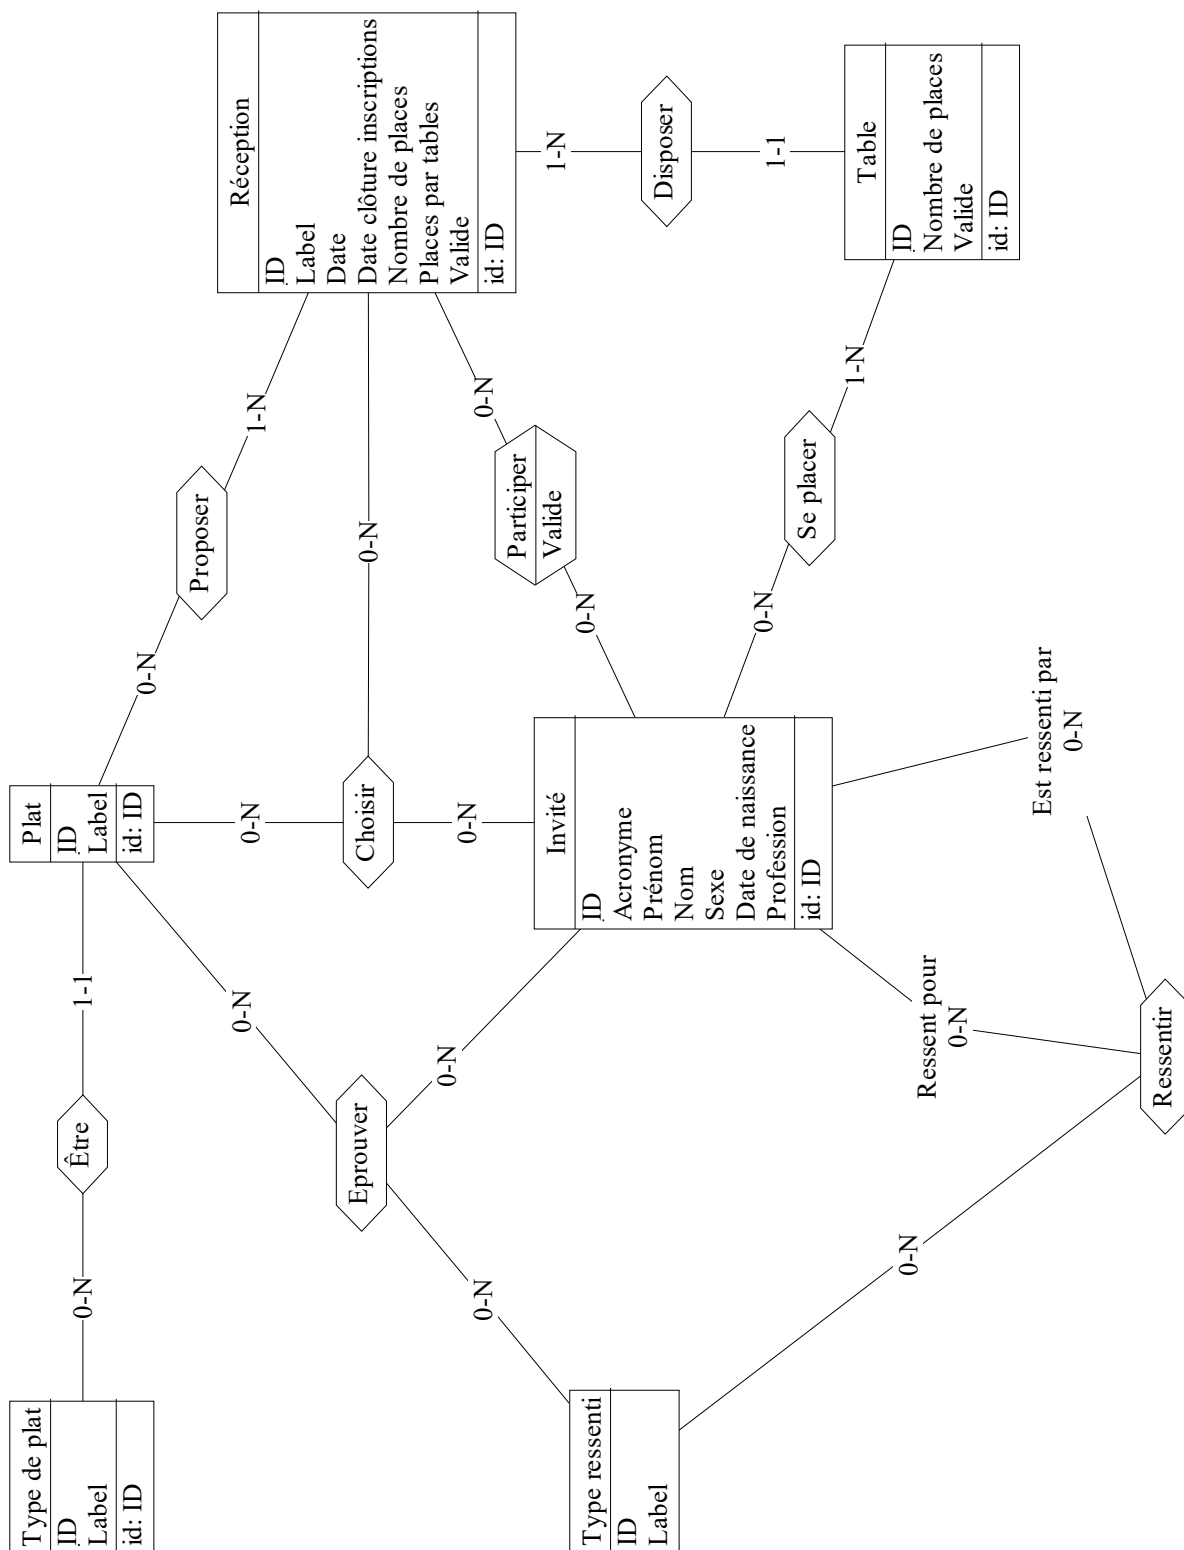 Type de plat
ID
Label
id: ID
0-N
Être
1-1
Plat
ID
Label
id: ID
0-N
Proposer
1-N
Réception
ID
Label
Date
Date clôture inscriptions
Nombre de places
Places par tables
Valide
id: ID
0-N
0-N
Eprouver
Choisir
0-N
0-N
0-N
0-N
0-N
Participer
Valide
0-N
1-N
Disposer
1-1
Type ressenti
ID
Label
Invité
ID
Acronyme
Prénom
Nom
Sexe
Date de naissance
Profession
id: ID
0-N
Se placer
1-N
Table
ID
Nombre de places
Valide
id: ID
0-N
Ressent pour
0-N
Est ressenti par
0-N
Ressentir